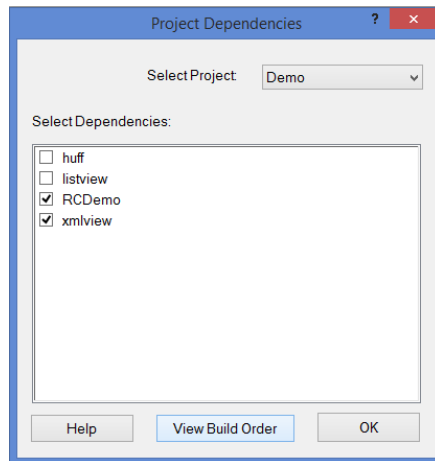 Project Dependencies ?
Select Project: Demo
Select Dependencies:
huff
listview
RCDemo
xmlview
Help View Build Order OK